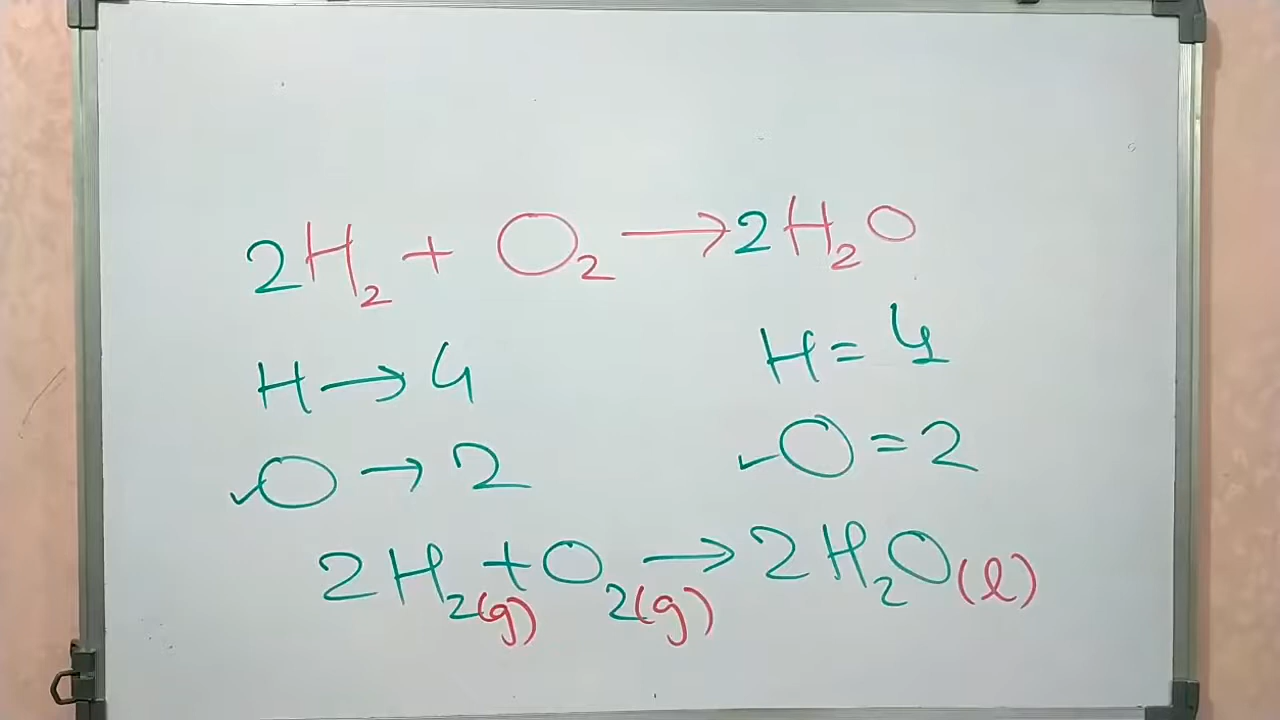 2H₂ + O₂ → 2H₂O
H → 4 H = 4
✓O → 2 ✓O = 2
2H₂(g) + O₂(g) → 2H₂O(l)